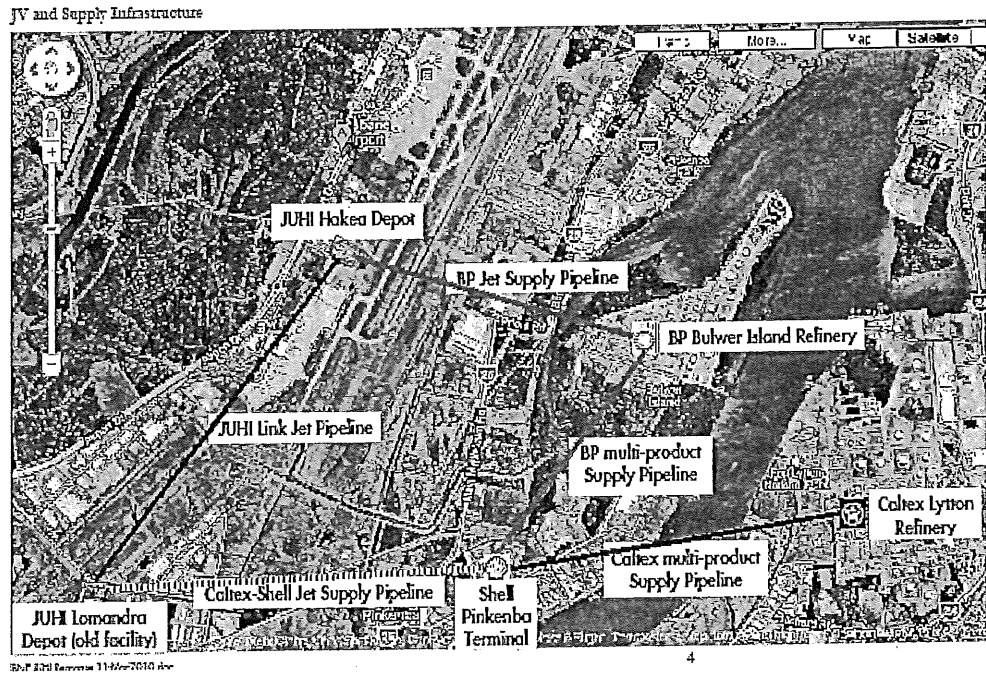 JV and Supply Infrastructure
More...
Map
Satellite
JUHI Hakea Depot
BP Jet Supply Pipeline
BP Bulwer Island Refinery
JUHI Link Jet Pipeline
BP multi-product
Supply Pipeline
Caltex Lytton
Refinery
Caltex multi-product
Supply Pipeline
Caltex-Shell Jet Supply Pipeline
Shell
Pinkenba
Terminal
JUHI Lomandra
Depot (old facility)
4